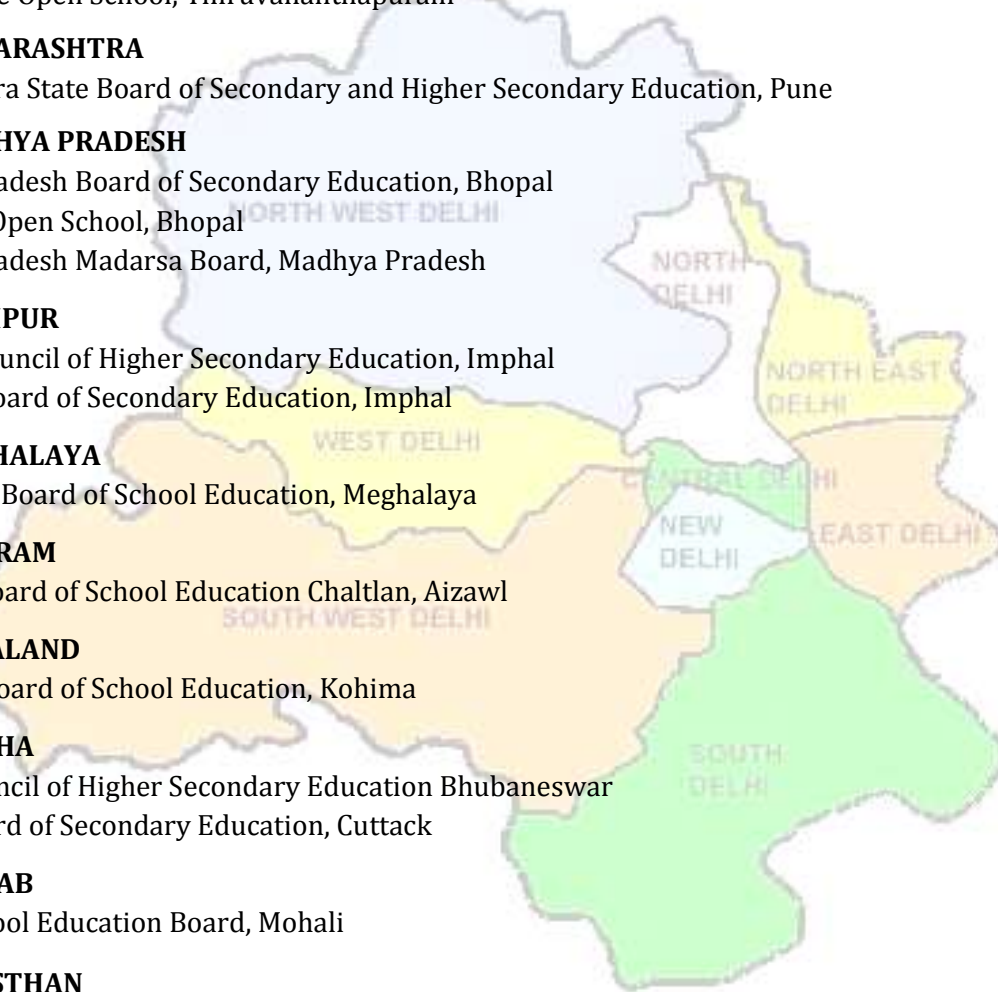 e Open School, Thiruvananthapuram
ARASHTRA
ra State Board of Secondary and Higher Secondary Education, Pune
HYA PRADESH
adesh Board of Secondary Education, Bhopal
Open School, Bhopal
adesh Madarsa Board, Madhya Pradesh
IPUR
ouncil of Higher Secondary Education, Imphal
oard of Secondary Education, Imphal
HALAYA
Board of School Education, Meghalaya
RAM
oard of School Education Chaltlan, Aizawl
ALAND
oard of School Education, Kohima
HA
ncil of Higher Secondary Education Bhubaneswar
rd of Secondary Education, Cuttack
AB
ool Education Board, Mohali
STHAN
NORTH WEST DELHI
NORTH
DELHI
NORTH EAST
DELHI
WEST DELHI
CENTRAL DELHI
NEW
DELHI
EAST DELHI
SOUTH WEST DELHI
SOUTH
DELHI